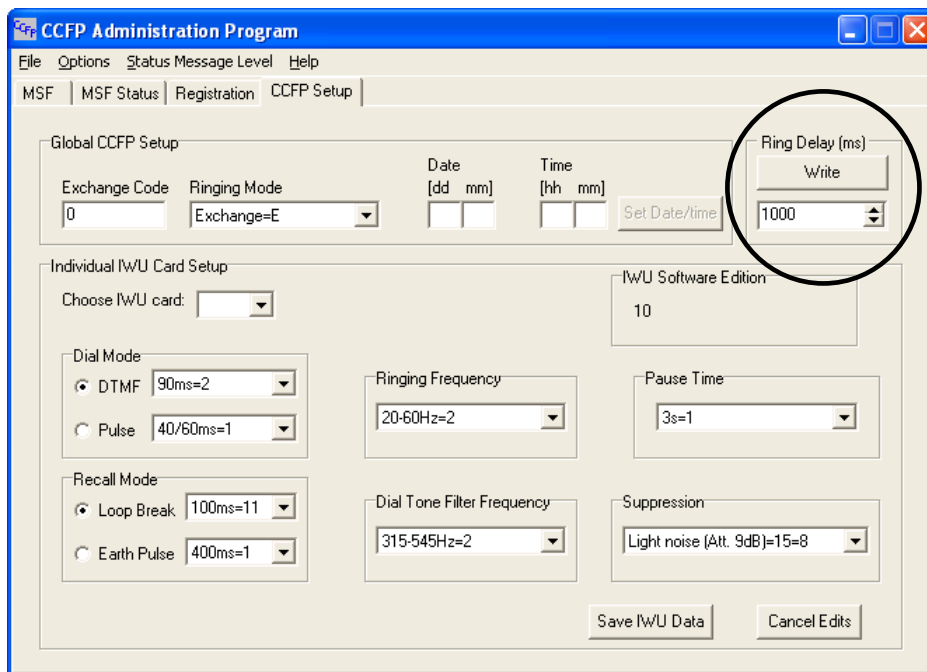 CCFP Administration Program
File Options Status Message Level Help
MSF MSF Status Registration CCFP Setup
Global CCFP Setup
Exchange Code
0
Ringing Mode
Exchange=E
Date
[dd mm]
Time
[hh mm]
Set Date/time
Ring Delay (ms)
Write
1000
Individual IWU Card Setup
Choose IWU card:
IWU Software Edition
10
Dial Mode
DTMF 90ms=2
Pulse 40/60ms=1
Ringing Frequency
20-60Hz=2
Pause Time
3s=1
Recall Mode
Loop Break 100ms=11
Earth Pulse 400ms=1
Dial Tone Filter Frequency
315-545Hz=2
Suppression
Light noise (Att. 9dB)=15=8
Save IWU Data Cancel Edits